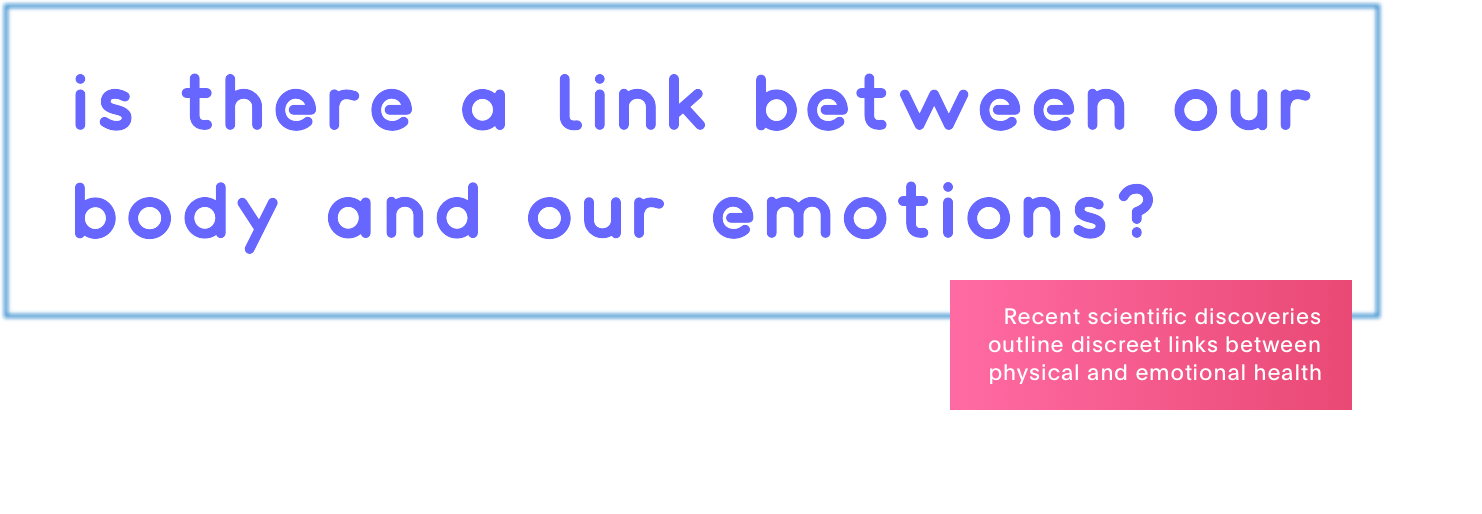 is there a link between our
body and our emotions?
Recent scientific discoveries
outline discreet links between
physical and emotional health